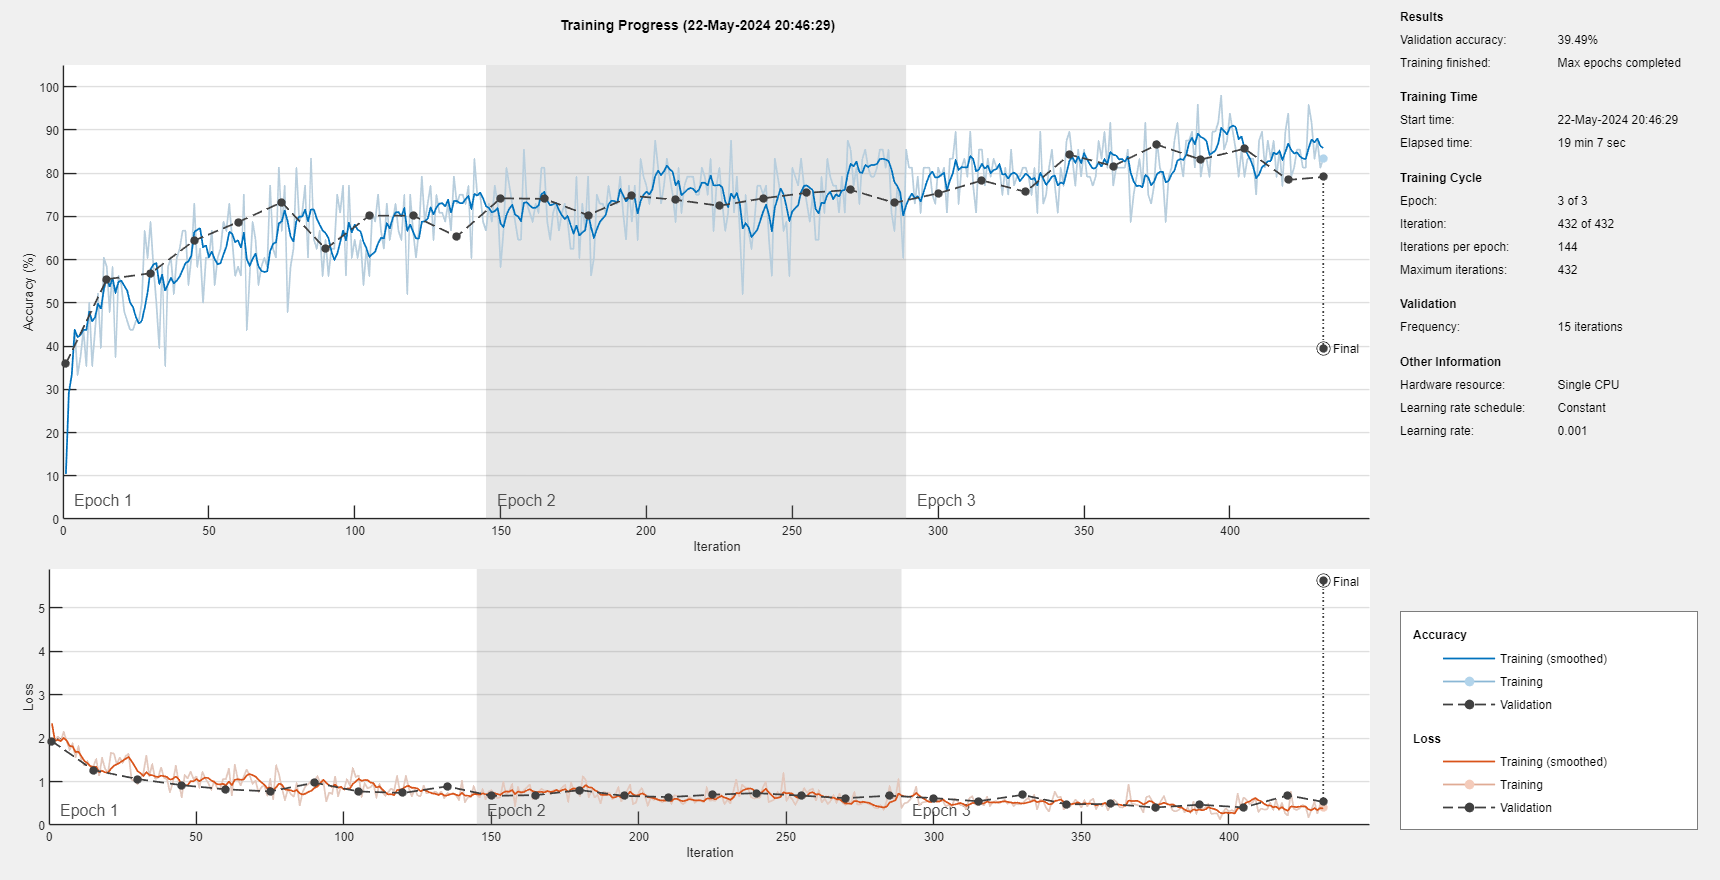 Training Progress (22-May-2024 20:46:29)
Accuracy (%)
100
90
80
70
60
50
40
30
20
10
0
Final
Epoch 1
Epoch 2
Epoch 3
0 50 100 150 200 250 300 350 400
Iteration
Loss
5
4
3
2
1
0
Final
Epoch 1
Epoch 2
Epoch 3
0 50 100 150 200 250 300 350 400
Iteration
Results
Validation accuracy: 39.49%
Training finished: Max epochs completed
Training Time
Start time: 22-May-2024 20:46:29
Elapsed time: 19 min 7 sec
Training Cycle
Epoch: 3 of 3
Iteration: 432 of 432
Iterations per epoch: 144
Maximum iterations: 432
Validation
Frequency: 15 iterations
Other Information
Hardware resource: Single CPU
Learning rate schedule: Constant
Learning rate: 0.001
Accuracy
Training (smoothed)
Training
Validation
Loss
Training (smoothed)
Training
Validation